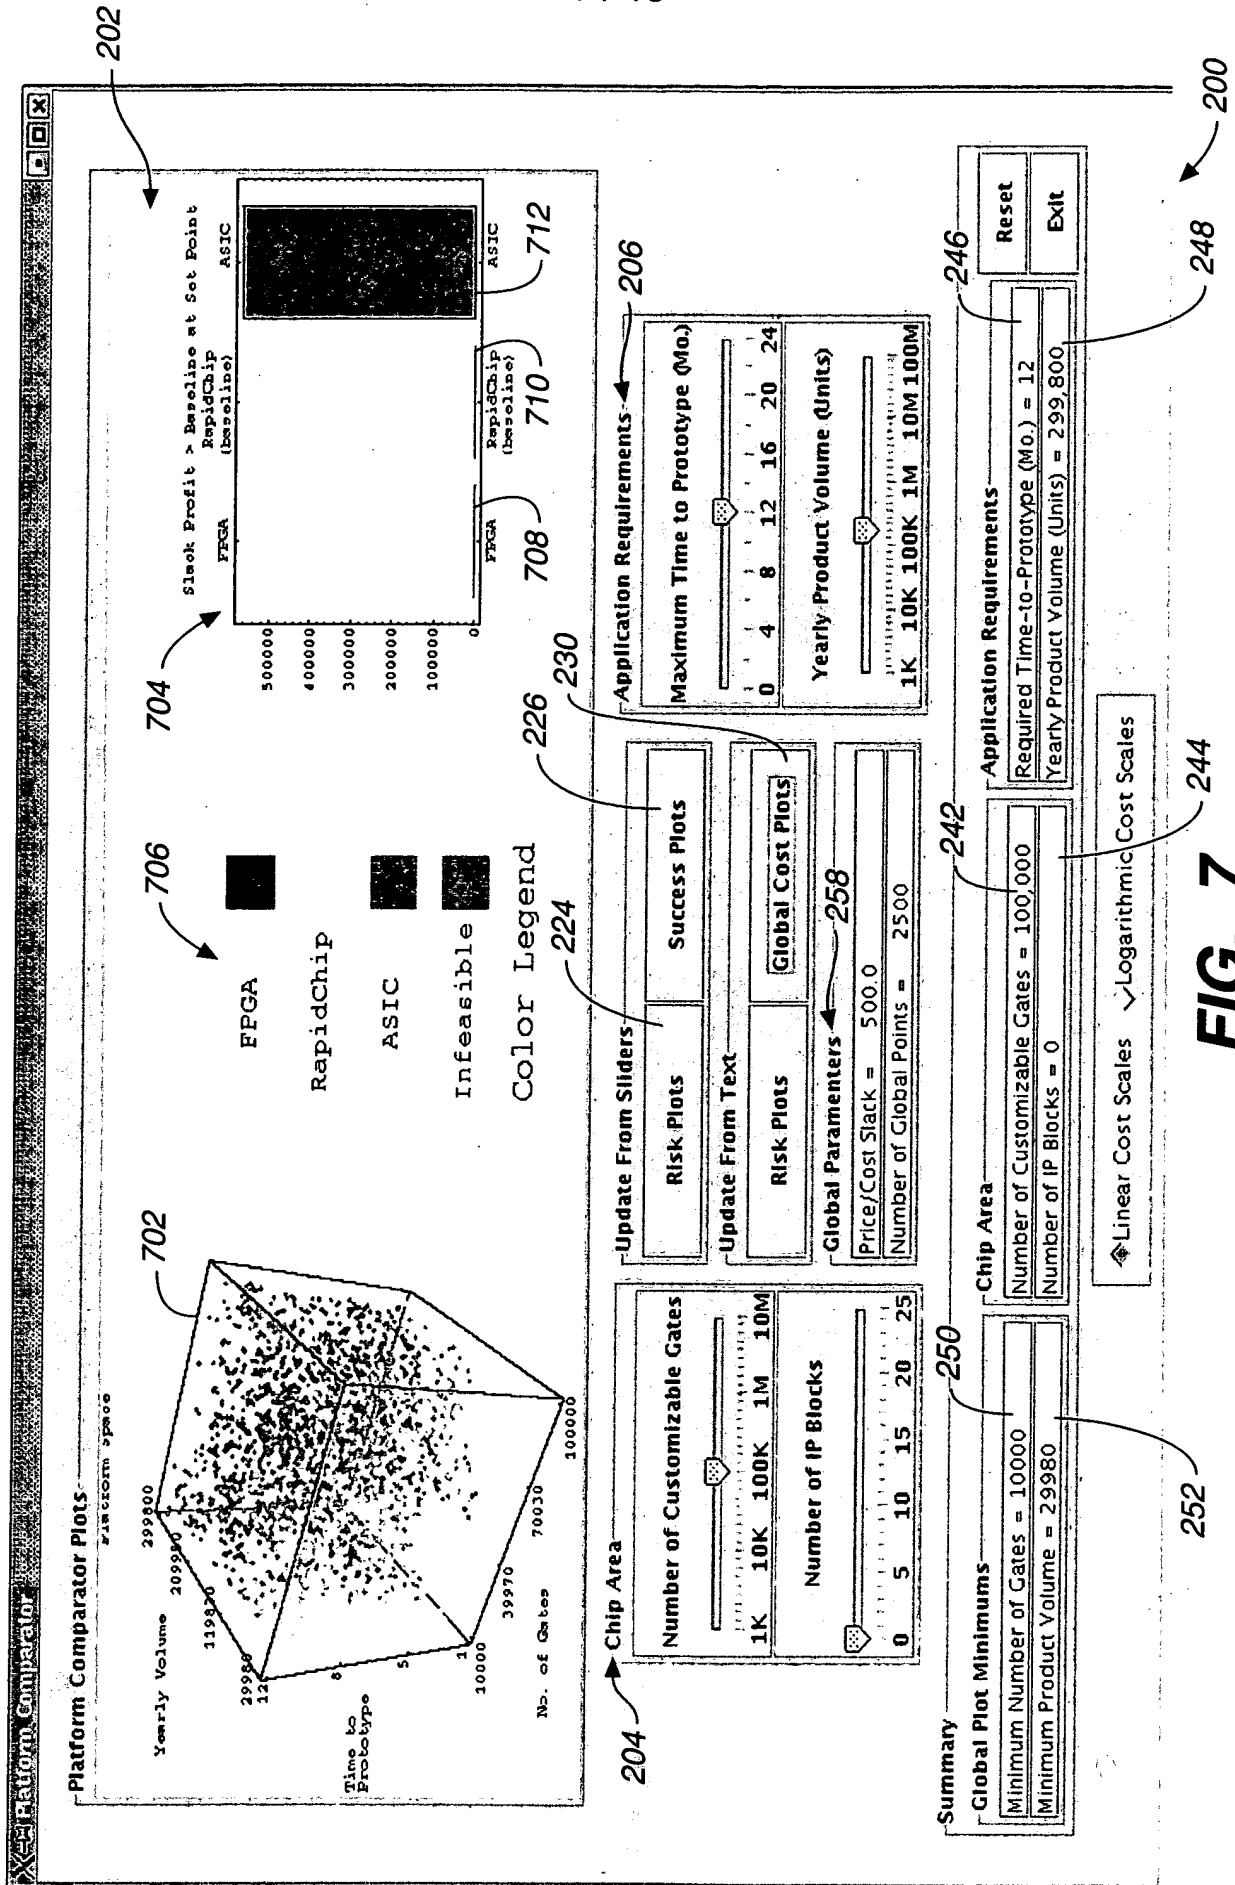 Platform Comparator
202
Platform Comparator Plots
Platform Space
702
Yearly Volume
299800
209950
29980
12
Time to
Prototype
5
1
10000
39970
70030
100000
No. of Gates
706
FPGA
RapidChip
ASIC
Infeasible
Color Legend
704
Slack Profit > Baseline at Set Point
FPGA
RapidChip
(baseline)
ASIC
500000
400000
300000
200000
100000
0
FPGA
RapidChip
(baseline)
ASIC
708
710
712
204
Chip Area
Number of Customizable Gates
1K 10K 100K 1M 10M
Number of IP Blocks
0 5 10 15 20 25
224
226
230
Update From Sliders
Risk Plots
Success Plots
Update From Text
Risk Plots
Global Cost Plots
258
Global Paramenters
Price/Cost Slack = 500.0
Number of Global Points = 2500
206
Application Requirements
Maximum Time to Prototype (Mo.)
0 4 8 12 16 20 24
Yearly Product Volume (Units)
1K 10K 100K 1M 10M 100M
Summary
250
Global Plot Minimums
Minimum Number of Gates = 10000
Minimum Product Volume = 29980
252
242
Chip Area
Number of Customizable Gates = 100,000
Number of IP Blocks = 0
244
246
Application Requirements
Required Time-to-Prototype (Mo.) = 12
Yearly Product Volume (Units) = 299,800
248
Reset
Exit
Linear Cost Scales
Logarithmic Cost Scales
200
FIG. 7